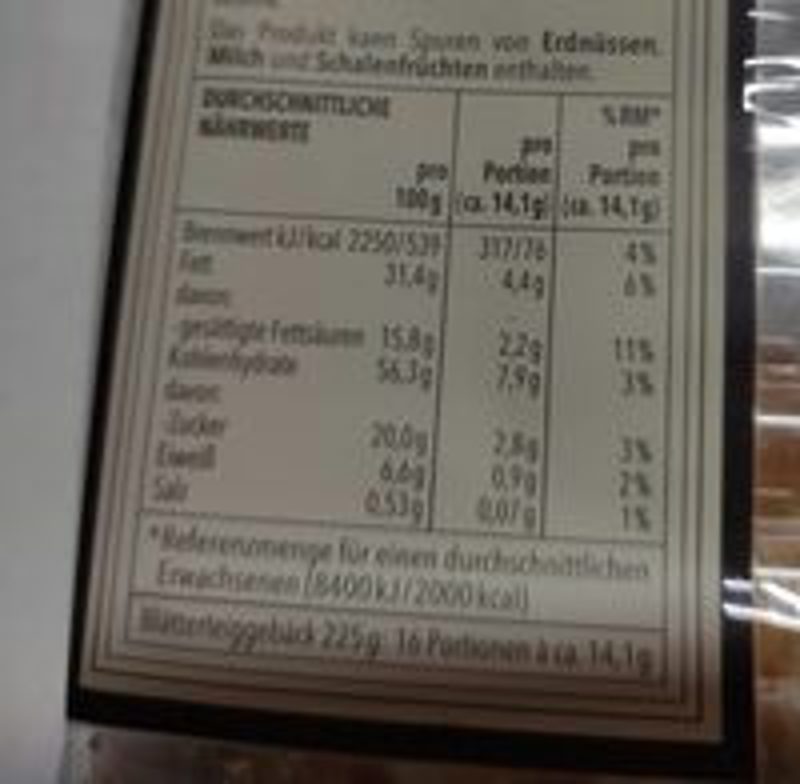 Das Produkt kann Spuren von Erdnüssen,
Milch und Schalenfrüchten enthalten.
DURCHSCHNITTLICHE NÄHRWERTE
pro 100g
pro Portion (ca. 14,1g)
%RM* pro Portion (ca. 14,1g)
Brennwert kJ/kcal 2250/539 317/76 4%
Fett 31,4g 4,4g 6%
davon:
-gesättigte Fettsäuren 15,8g 2,2g 11%
Kohlenhydrate 56,3g 7,9g 3%
davon:
-Zucker 20,0g 2,8g 3%
Eiweiß 6,6g 0,9g 2%
Salz 0,53g 0,07g 1%
*Referenzmenge für einen durchschnittlichen
Erwachsenen (8400kJ/2000kcal)
Blätterteiggebäck 225g: 16 Portionen à ca. 14,1g